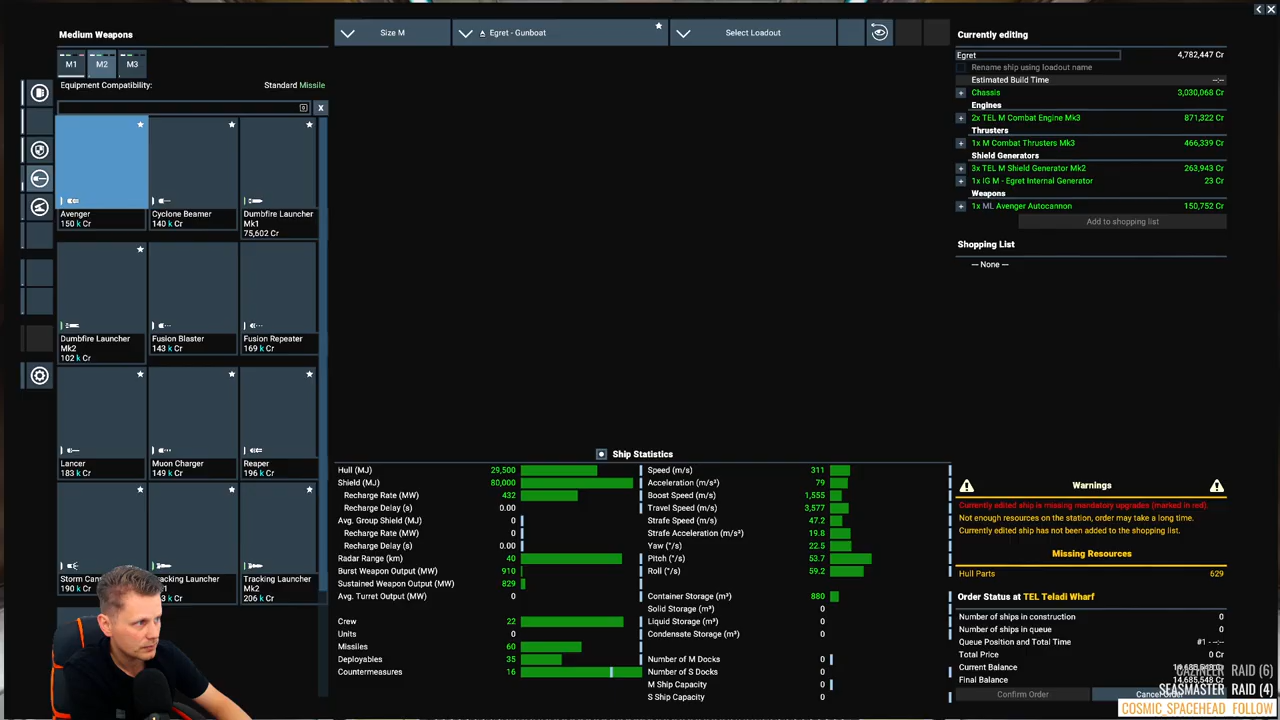 Medium Weapons
M1 M2 M3
Equipment Compatibility: Standard Missile
x
Avenger
150 k Cr
Cyclone Beamer
140 k Cr
Dumbfire Launcher
Mk1
75,602 Cr
Dumbfire Launcher
Mk2
102 k Cr
Fusion Blaster
143 k Cr
Fusion Repeater
169 k Cr
Lancer
183 k Cr
Muon Charger
149 k Cr
Reaper
196 k Cr
Storm
190 k Cr
Launcher
Tracking Launcher
Mk2
206 k Cr
Size M
Egret - Gunboat
Select Loadout
Ship Statistics
Hull (MJ) 29,500
Shield (MJ) 80,000
Recharge Rate (MW) 432
Recharge Delay (s) 0.00
Avg. Group Shield (MJ) 0
Recharge Rate (MW) 0
Recharge Delay (s) 0.00
Radar Range (km) 40
Burst Weapon Output (MW) 910
Sustained Weapon Output (MW) 829
Avg. Turret Output (MW) 0
Crew 22
Units 0
Missiles 60
Deployables 35
Countermeasures 16
Speed (m/s) 311
Acceleration (m/s²) 79
Boost Speed (m/s) 1,555
Travel Speed (m/s) 3,577
Strafe Speed (m/s) 47.2
Strafe Acceleration (m/s²) 19.8
Yaw (°/s) 22.5
Pitch (°/s) 53.7
Roll (°/s) 59.2
Container Storage (m³) 880
Solid Storage (m³) 0
Liquid Storage (m³) 0
Condensate Storage (m³) 0
Number of M Docks 0
Number of S Docks 0
M Ship Capacity 0
S Ship Capacity 0
Currently editing
Egret 4,782,447 Cr
Rename ship using loadout name
Estimated Build Time --:--
+ Chassis 3,030,068 Cr
Engines
+ 2x TEL M Combat Engine Mk3 871,322 Cr
Thrusters
+ 1x M Combat Thrusters Mk3 466,339 Cr
Shield Generators
+ 3x TEL M Shield Generator Mk2 263,943 Cr
+ 1x IG M - Egret Internal Generator 23 Cr
Weapons
+ 1x ML Avenger Autocannon 150,752 Cr
Add to shopping list
Shopping List
— None —
Warnings
Currently edited ship is missing mandatory upgrades (marked in red).
Not enough resources on the station, order may take a long time.
Currently edited ship has not been added to the shopping list.
Missing Resources
Hull Parts 629
Order Status at TEL Teladi Wharf
Number of ships in construction 0
Number of ships in queue 0
Queue Position and Total Time #1 - --:--
Total Price 0 Cr
Current Balance 14,685,548 Cr
Final Balance 14,685,548 Cr
Confirm Order
RAID (6)
SEASMASTER RAID (4)
COSMIC_SPACEHEAD FOLLOW